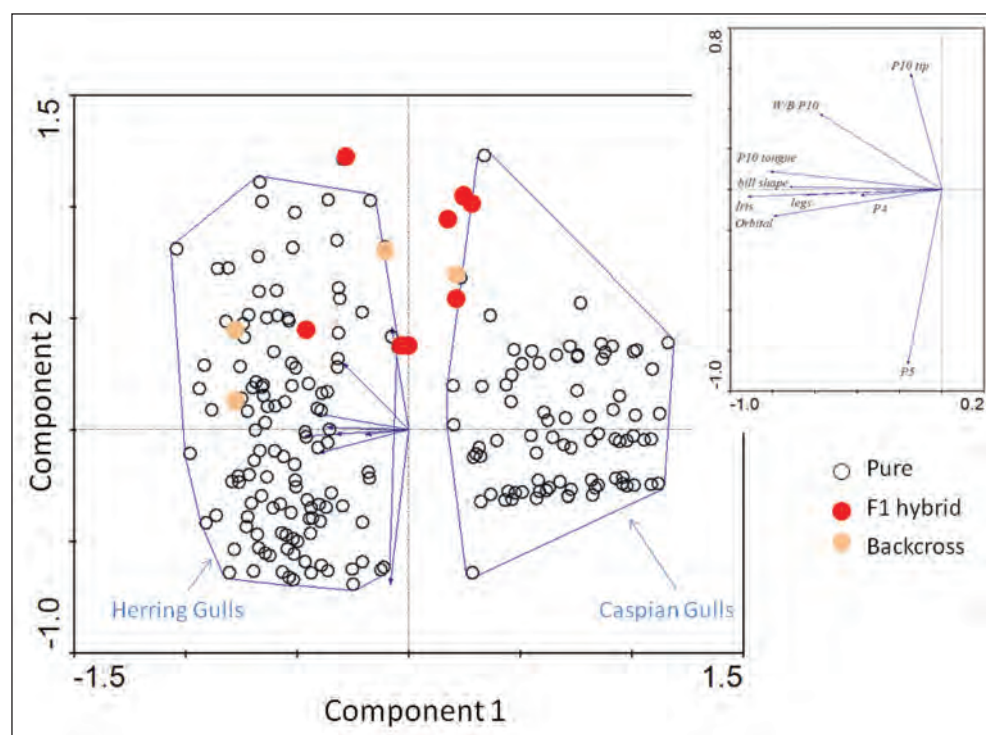 1.5
-1.0
-1.5
1.5
Component 2
Component 1
Herring Gulls
Caspian Gulls
0.8
-1.0
-1.0
0.2
P10 tip
W/B P10
P10 tongue
bill shape
Iris
legs
P4
Orbital
P5
Pure
F1 hybrid
Backcross